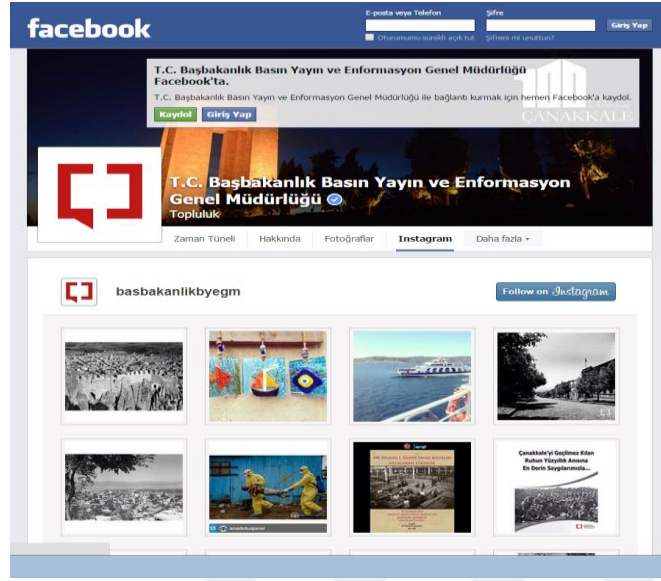 facebook
E-posta veya Telefon
Şifre
Giriş Yap
Oturumumu sürekli açık tut
Şifreni mi unuttun?
T.C. Başbakanlık Basın Yayın ve Enformasyon Genel Müdürlüğü
Facebook'ta.
T.C. Başbakanlık Basın Yayın ve Enformasyon Genel Müdürlüğü ile bağlantı kurmak için hemen Facebook'a kaydol.
Kaydol Giriş Yap
100
ÇANAKKALE
T.C. Başbakanlık Basın Yayın ve Enformasyon
Genel Müdürlüğü
Topluluk
Zaman Tüneli Hakkında Fotoğraflar Instagram Daha fazla
basbakanlikbyegm
Follow on Instagram
Çanakkale'yi Geçilmez Kılan
Ruhun Yüzyıllık Anısına
En Derin Saygılarımızla...